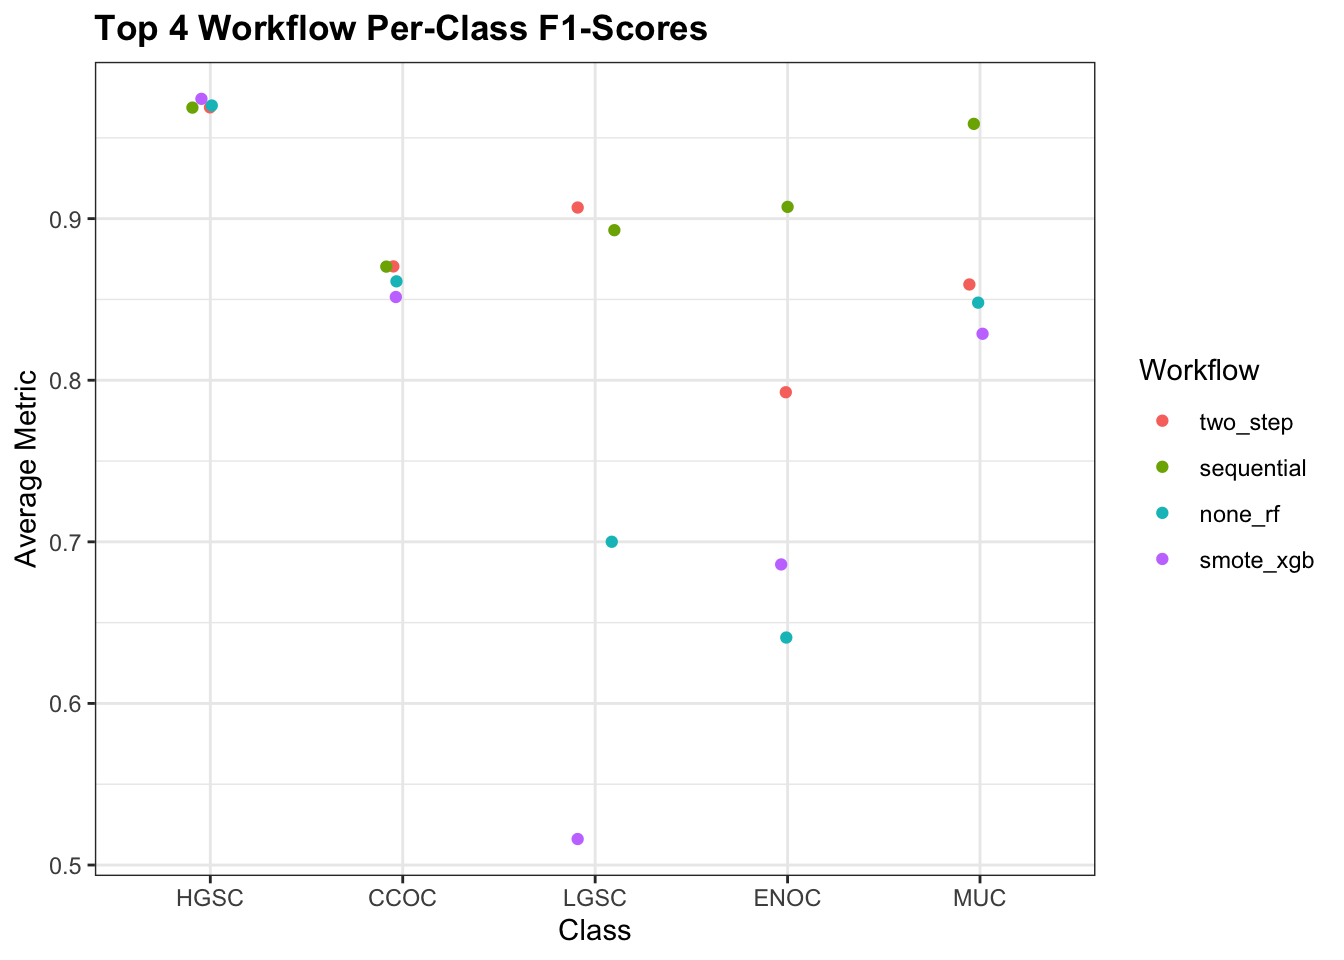 Top 4 Workflow Per-Class F1-Scores
Average Metric
0.9
0.8
0.7
0.6
0.5
HGSC CCOC LGSC ENOC MUC
Class
Workflow
two_step
sequential
none_rf
smote_xgb